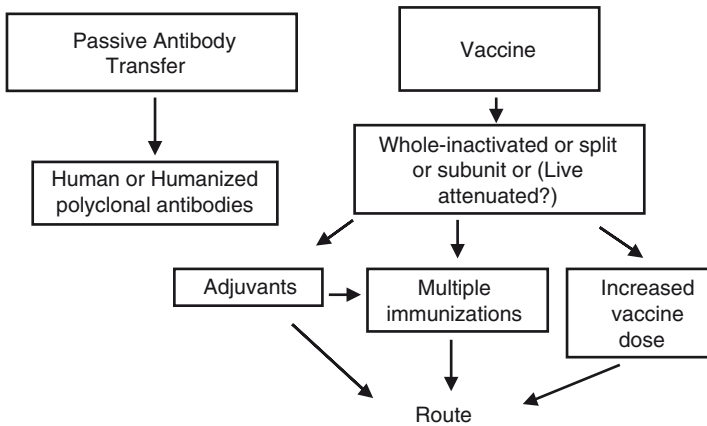 Passive Antibody
Transfer
Vaccine
Human or Humanized
polyclonal antibodies
Whole-inactivated or split
or subunit or (Live
attenuated?)
Adjuvants
Multiple
immunizations
Increased
vaccine
dose
Route